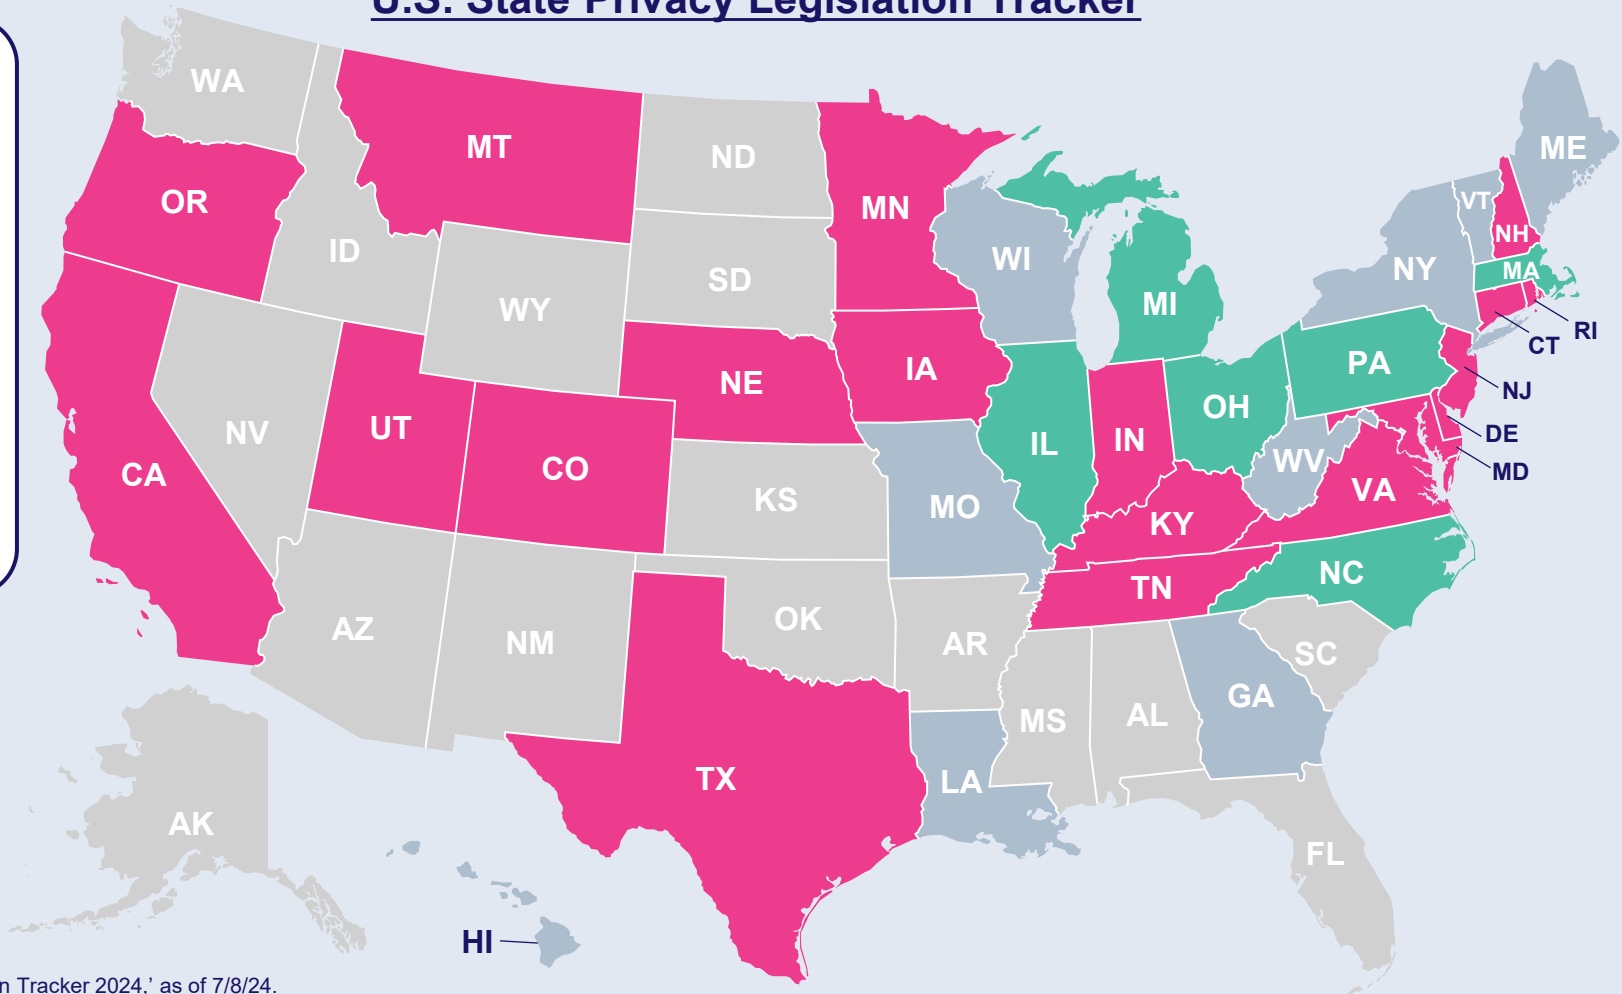 U.S. State Privacy Legislation Tracker
WA
MT
ND
MN
ME
OR
ID
WI
VT
NH
SD
NY
MA
WY
MI
RI
CT
NE
IA
PA
NJ
NV
UT
CO
IL
IN
OH
DE
CA
WV
MD
KS
MO
VA
KY
NC
TN
AZ
NM
OK
AR
SC
MS
AL
GA
TX
LA
AK
FL
HI
n Tracker 2024,’ as of 7/8/24.